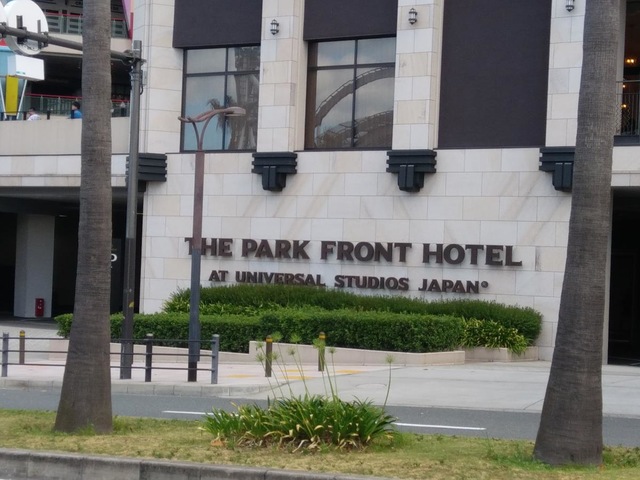 THE PARK FRONT HOTEL
AT UNIVERSAL STUDIOS JAPAN®